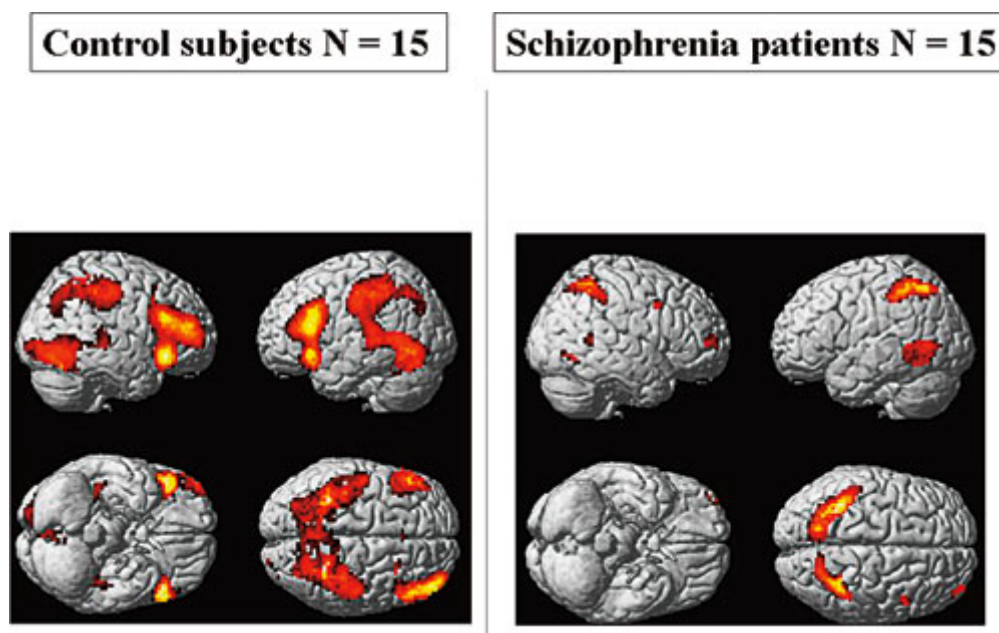 Control subjects N = 15
Schizophrenia patients N = 15